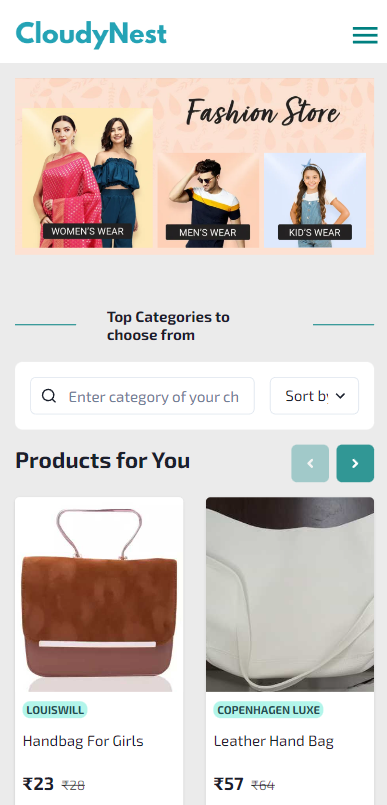 CloudyNest
Fashion Store
WOMEN'S WEAR
MEN'S WEAR
KID'S WEAR
Top Categories to
choose from
Enter category of your ch
Sort by
Products for You
LOUISWILL
COPENHAGEN LUXE
Handbag For Girls
Leather Hand Bag
₹23 ₹28
₹57 ₹64